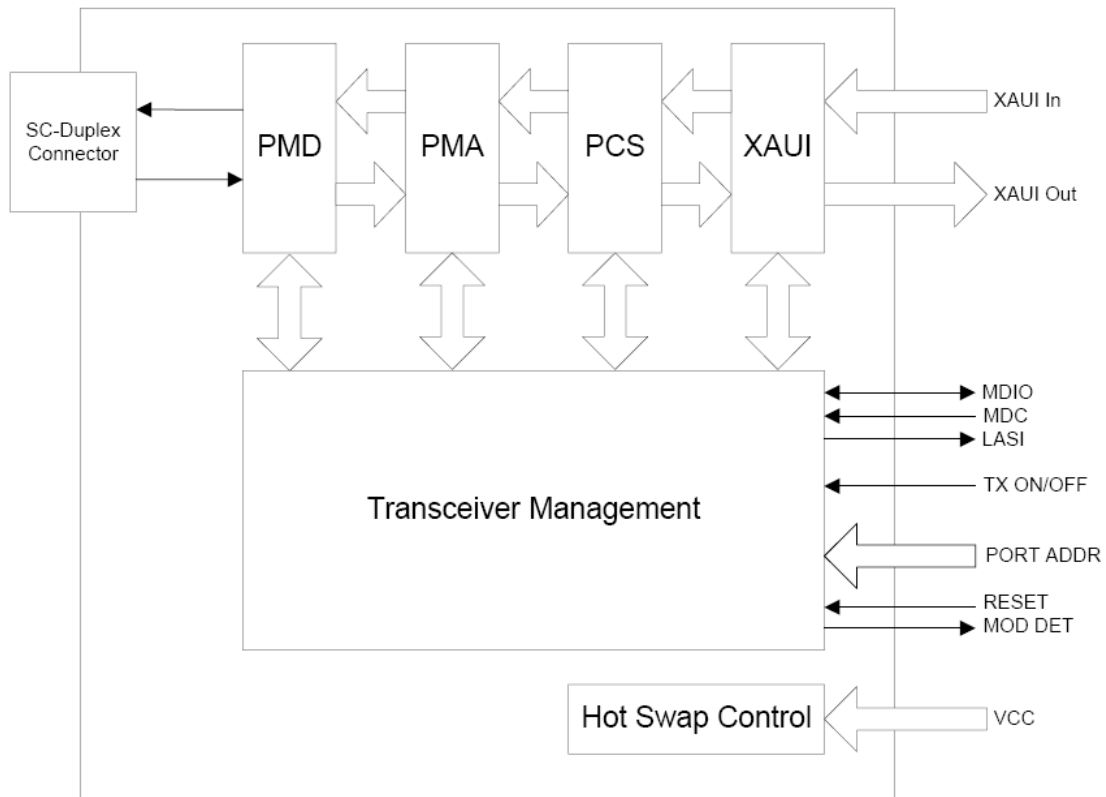 XAUI In
SC-Duplex
Connector
PMD
PMA
PCS
XAUI
XAUI Out
MDIO
MDC
LASI
TX ON/OFF
Transceiver Management
PORT ADDR
RESET
MOD DET
Hot Swap Control
VCC